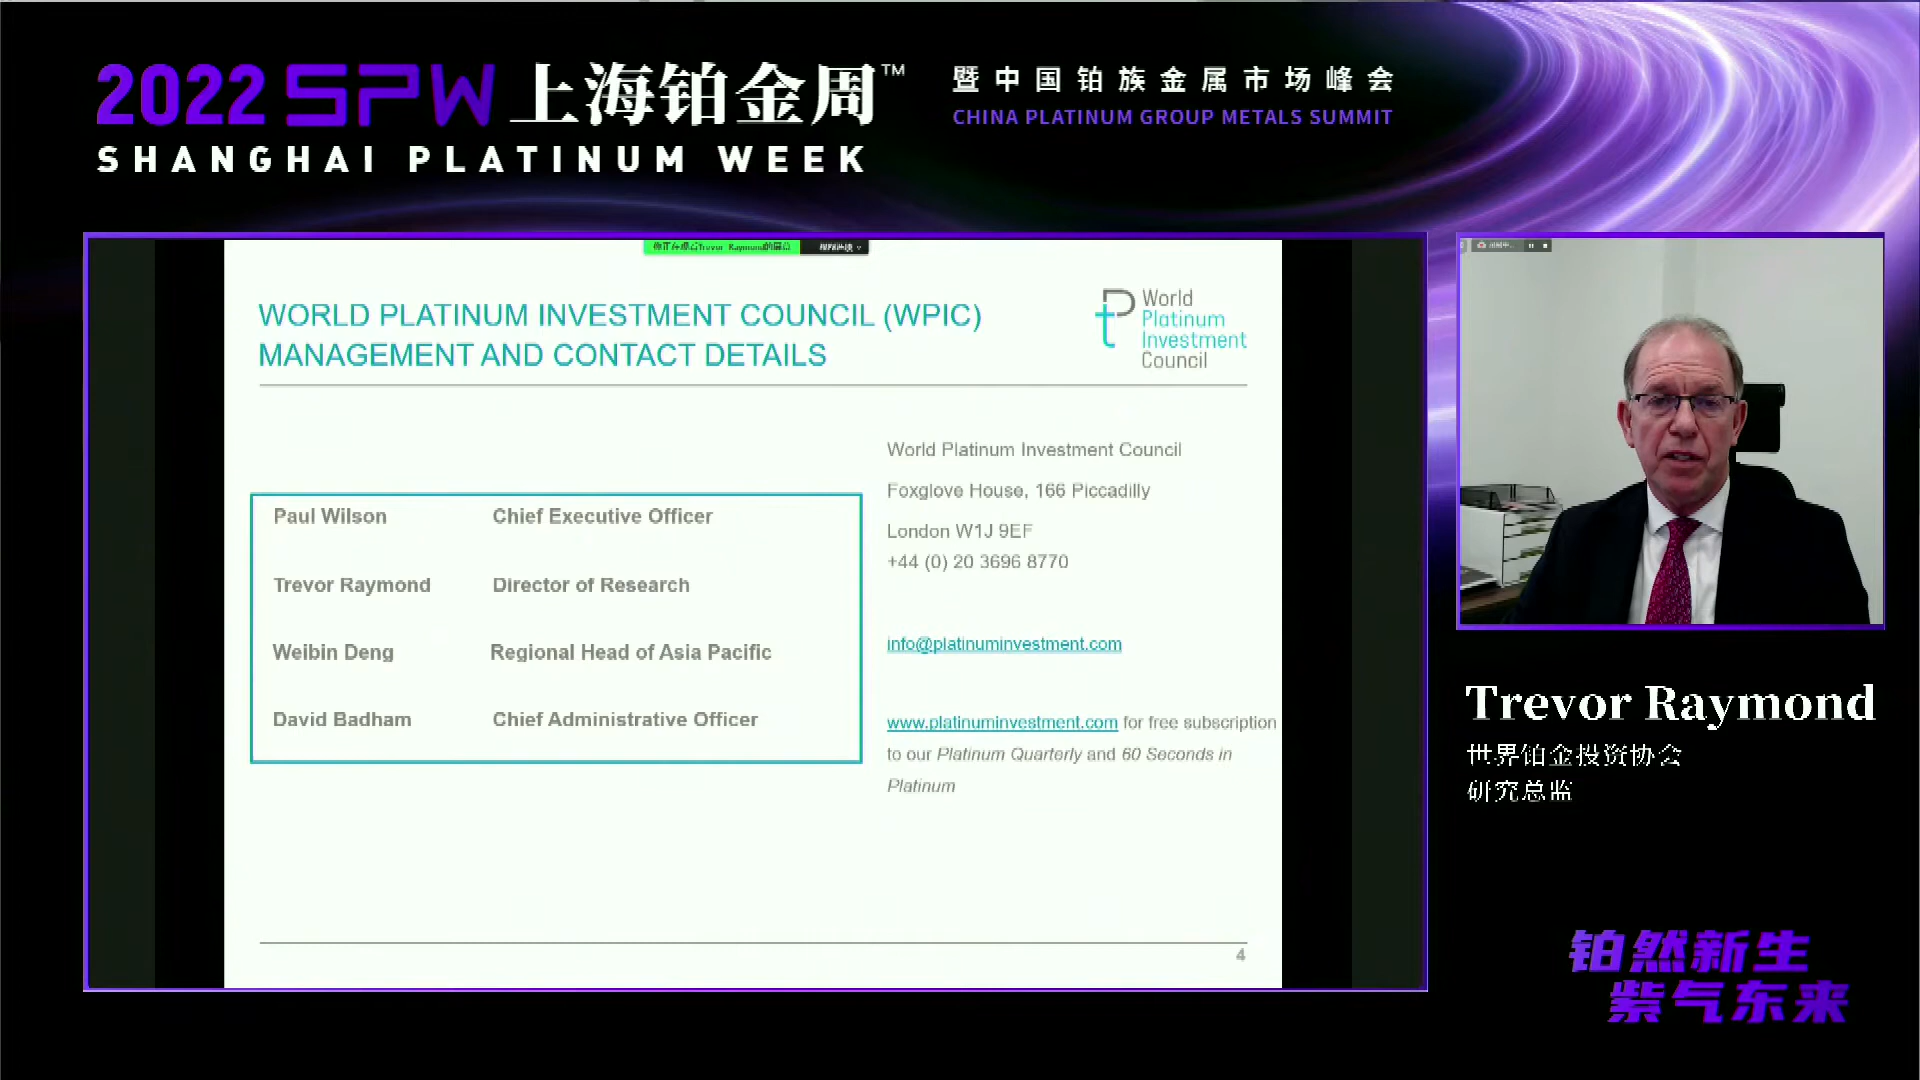 2022 SPW 上海铂金周™
SHANGHAI PLATINUM WEEK
暨中国铂族金属市场峰会
CHINA PLATINUM GROUP METALS SUMMIT
WORLD PLATINUM INVESTMENT COUNCIL (WPIC)
MANAGEMENT AND CONTACT DETAILS
World
Platinum
Investment
Council
Paul Wilson Chief Executive Officer
Trevor Raymond Director of Research
Weibin Deng Regional Head of Asia Pacific
David Badham Chief Administrative Officer
World Platinum Investment Council
Foxglove House, 166 Piccadilly
London W1J 9EF
+44 (0) 20 3696 8770
info@platinuminvestment.com
www.platinuminvestment.com for free subscription
to our Platinum Quarterly and 60 Seconds in
Platinum
4
Trevor Raymond
世界铂金投资协会
研究总监
铂然新生
紫气东来